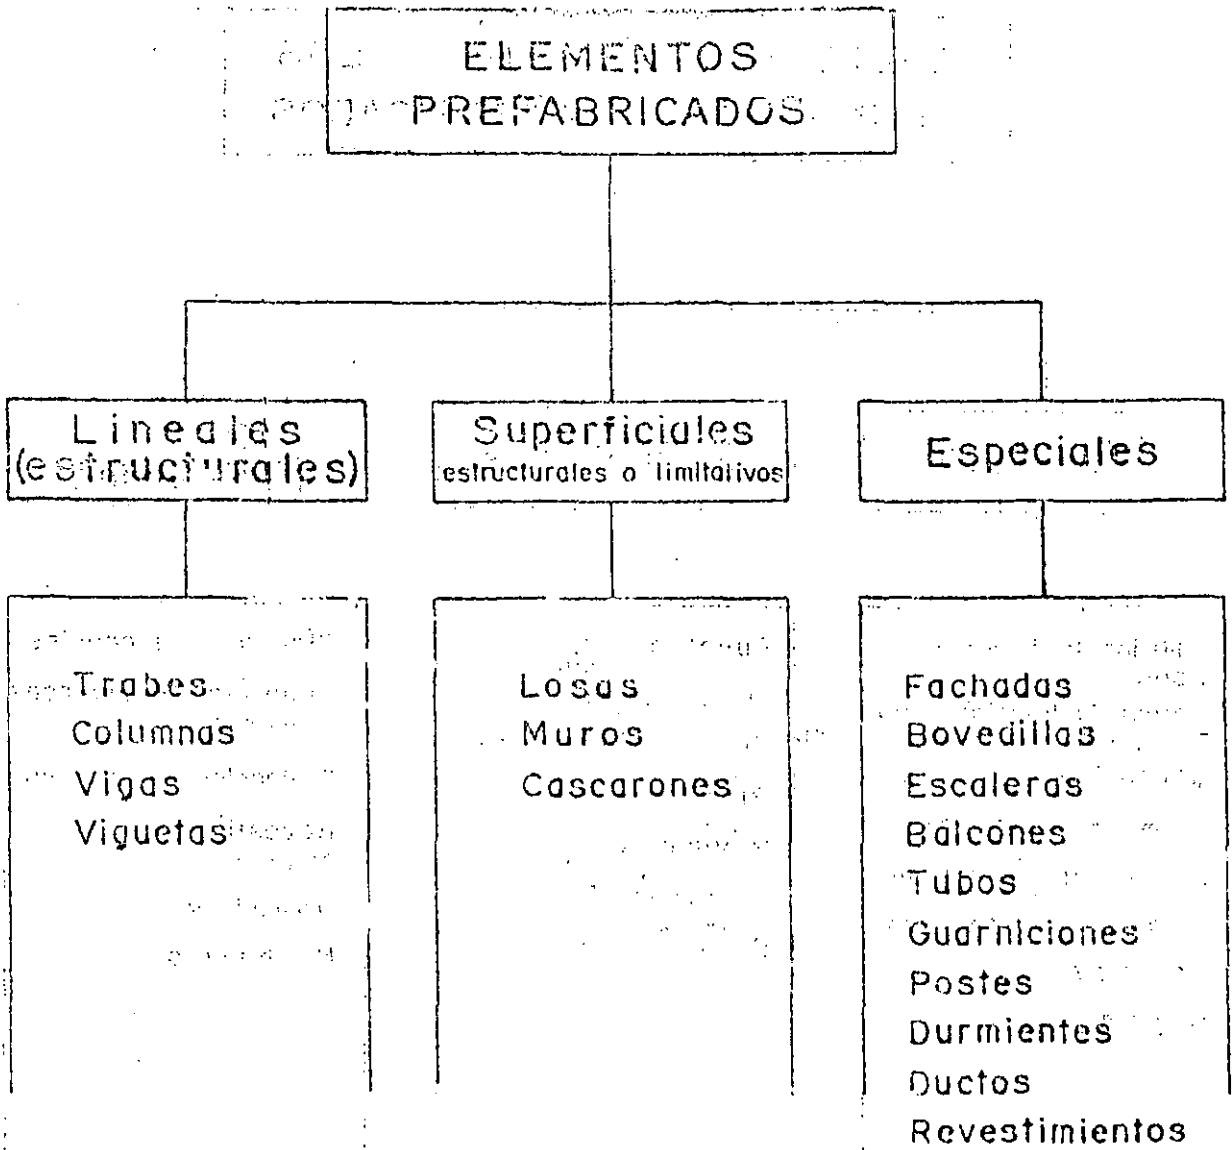 ELEMENTOS
PREFABRICADOS
Lineales
(estructurales)
Superficiales
estructurales o limitativos
Especiales
Trabes
Columnas
Vigas
Viguetas
Losas
Muros
Cascarones
Fachadas
Bovedillas
Escaleras
Balcones
Tubos
Guarniciones
Postes
Durmientes
Ductos
Revestimientos